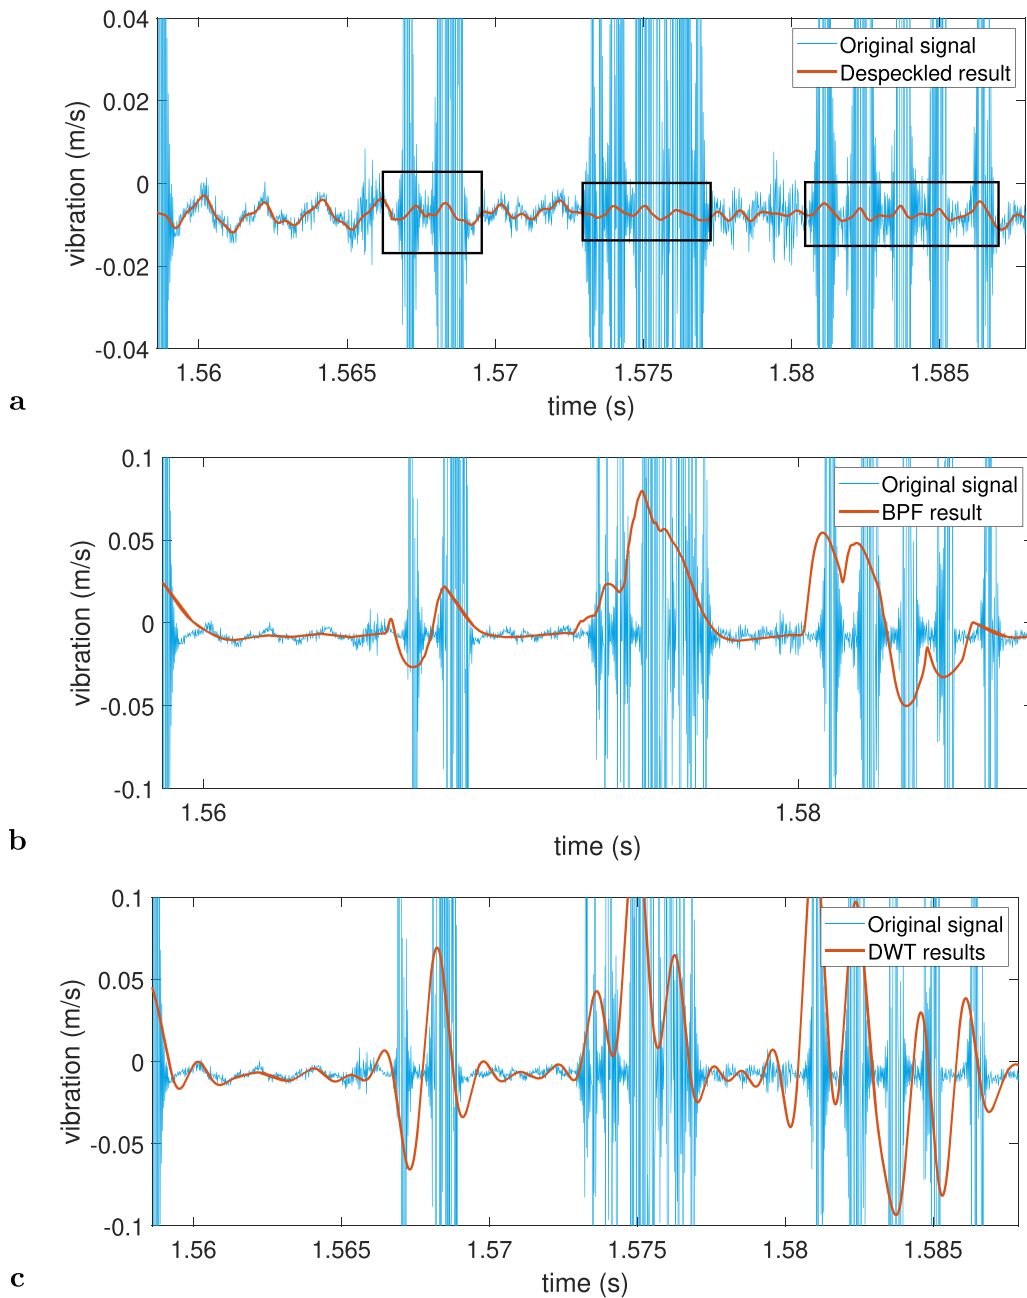 0.04
0.02
0
-0.02
-0.04
vibration (m/s)
Original signal
Despeckled result
1.56 1.565 1.57 1.575 1.58 1.585
time (s)
a
0.1
0.05
0
-0.05
-0.1
vibration (m/s)
Original signal
BPF result
1.56 1.58
time (s)
b
0.1
0.05
0
-0.05
-0.1
vibration (m/s)
Original signal
DWT results
1.56 1.565 1.57 1.575 1.58 1.585
time (s)
c